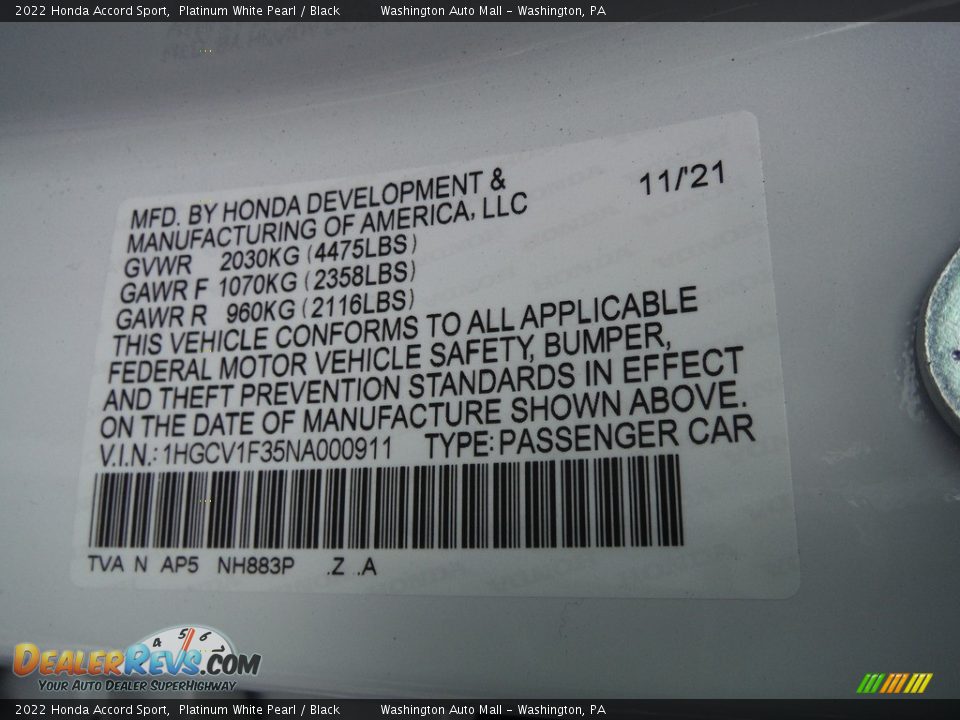 2022 Honda Accord Sport, Platinum White Pearl / Black Washington Auto Mall - Washington, PA
MFD. BY HONDA DEVELOPMENT & 11/'21
MANUFACTURING OF AMERICA, LLC
GVWR 2030KG (4475LBS)
GAWR F 1070KG (2358LBS)
GAWR R 960KG (2116LBS)
THIS VEHICLE CONFORMS TO ALL APPLICABLE
FEDERAL MOTOR VEHICLE SAFETY, BUMPER,
AND THEFT PREVENTION STANDARDS IN EFFECT
ON THE DATE OF MANUFACTURE SHOWN ABOVE.
V.I.N.: 1HGCV1F35NA000911 TYPE: PASSENGER CAR
TVA N AP5 NH883P .Z .A
4 5 6
DEALERREVS.COM
YOUR AUTO DEALER SUPERHIGHWAY
2022 Honda Accord Sport, Platinum White Pearl / Black Washington Auto Mall - Washington, PA